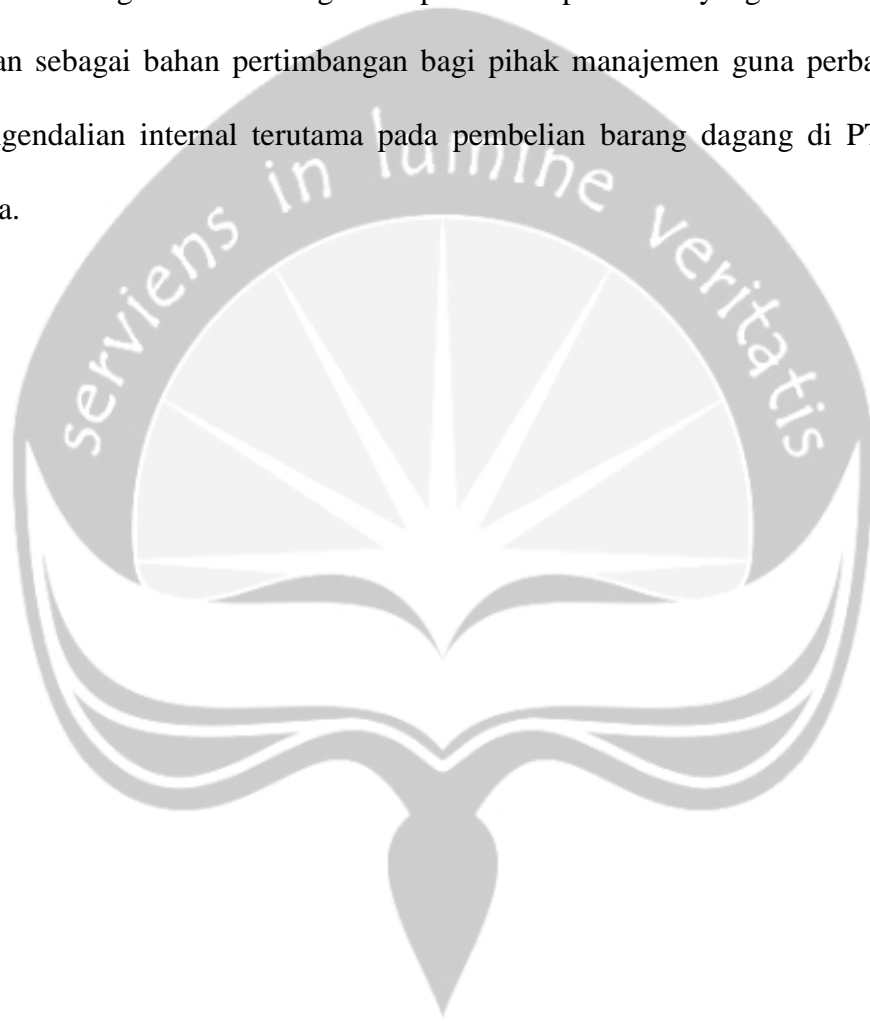 an sebagai bahan pertimbangan bagi pihak manajemen guna perba
gendalian internal terutama pada pembelian barang dagang di PT
a.
serviens in lumine veritatis